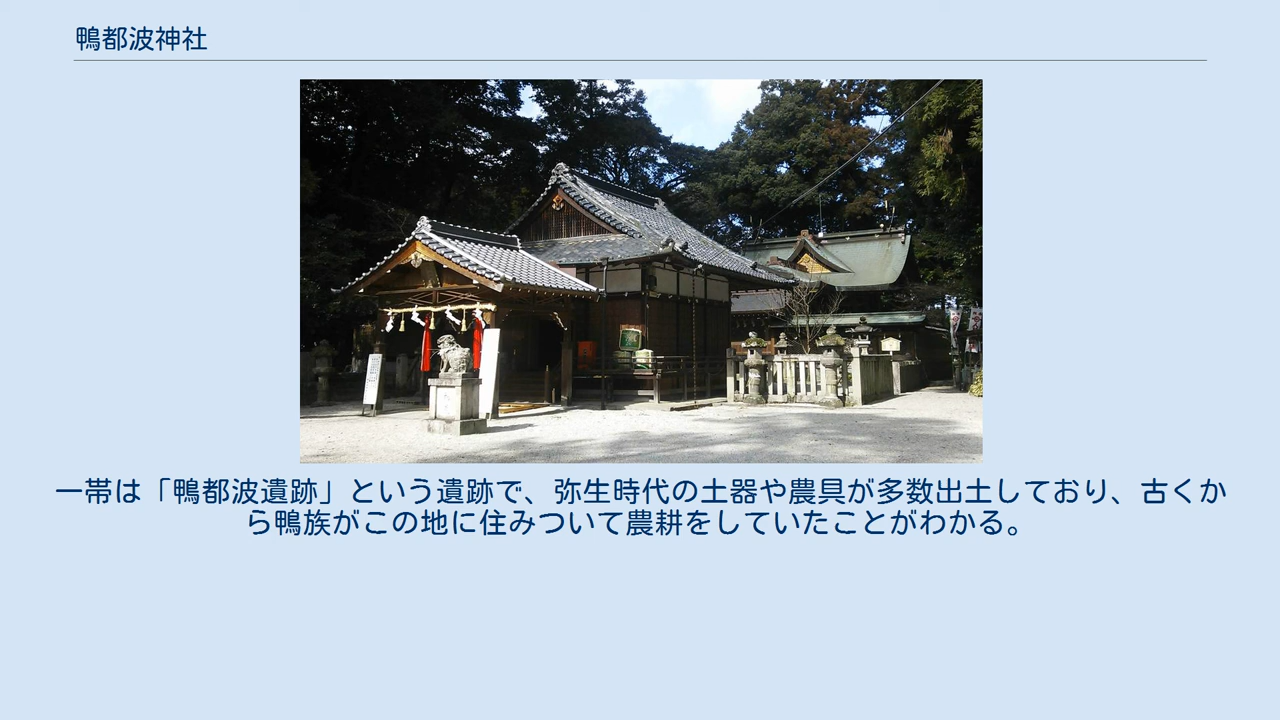 鴨都波神社
一帯は「鴨都波遺跡」という遺跡で、弥生時代の土器や農具が多数出土しており、古くか
ら鴨族がこの地に住みついて農耕をしていたことがわかる。